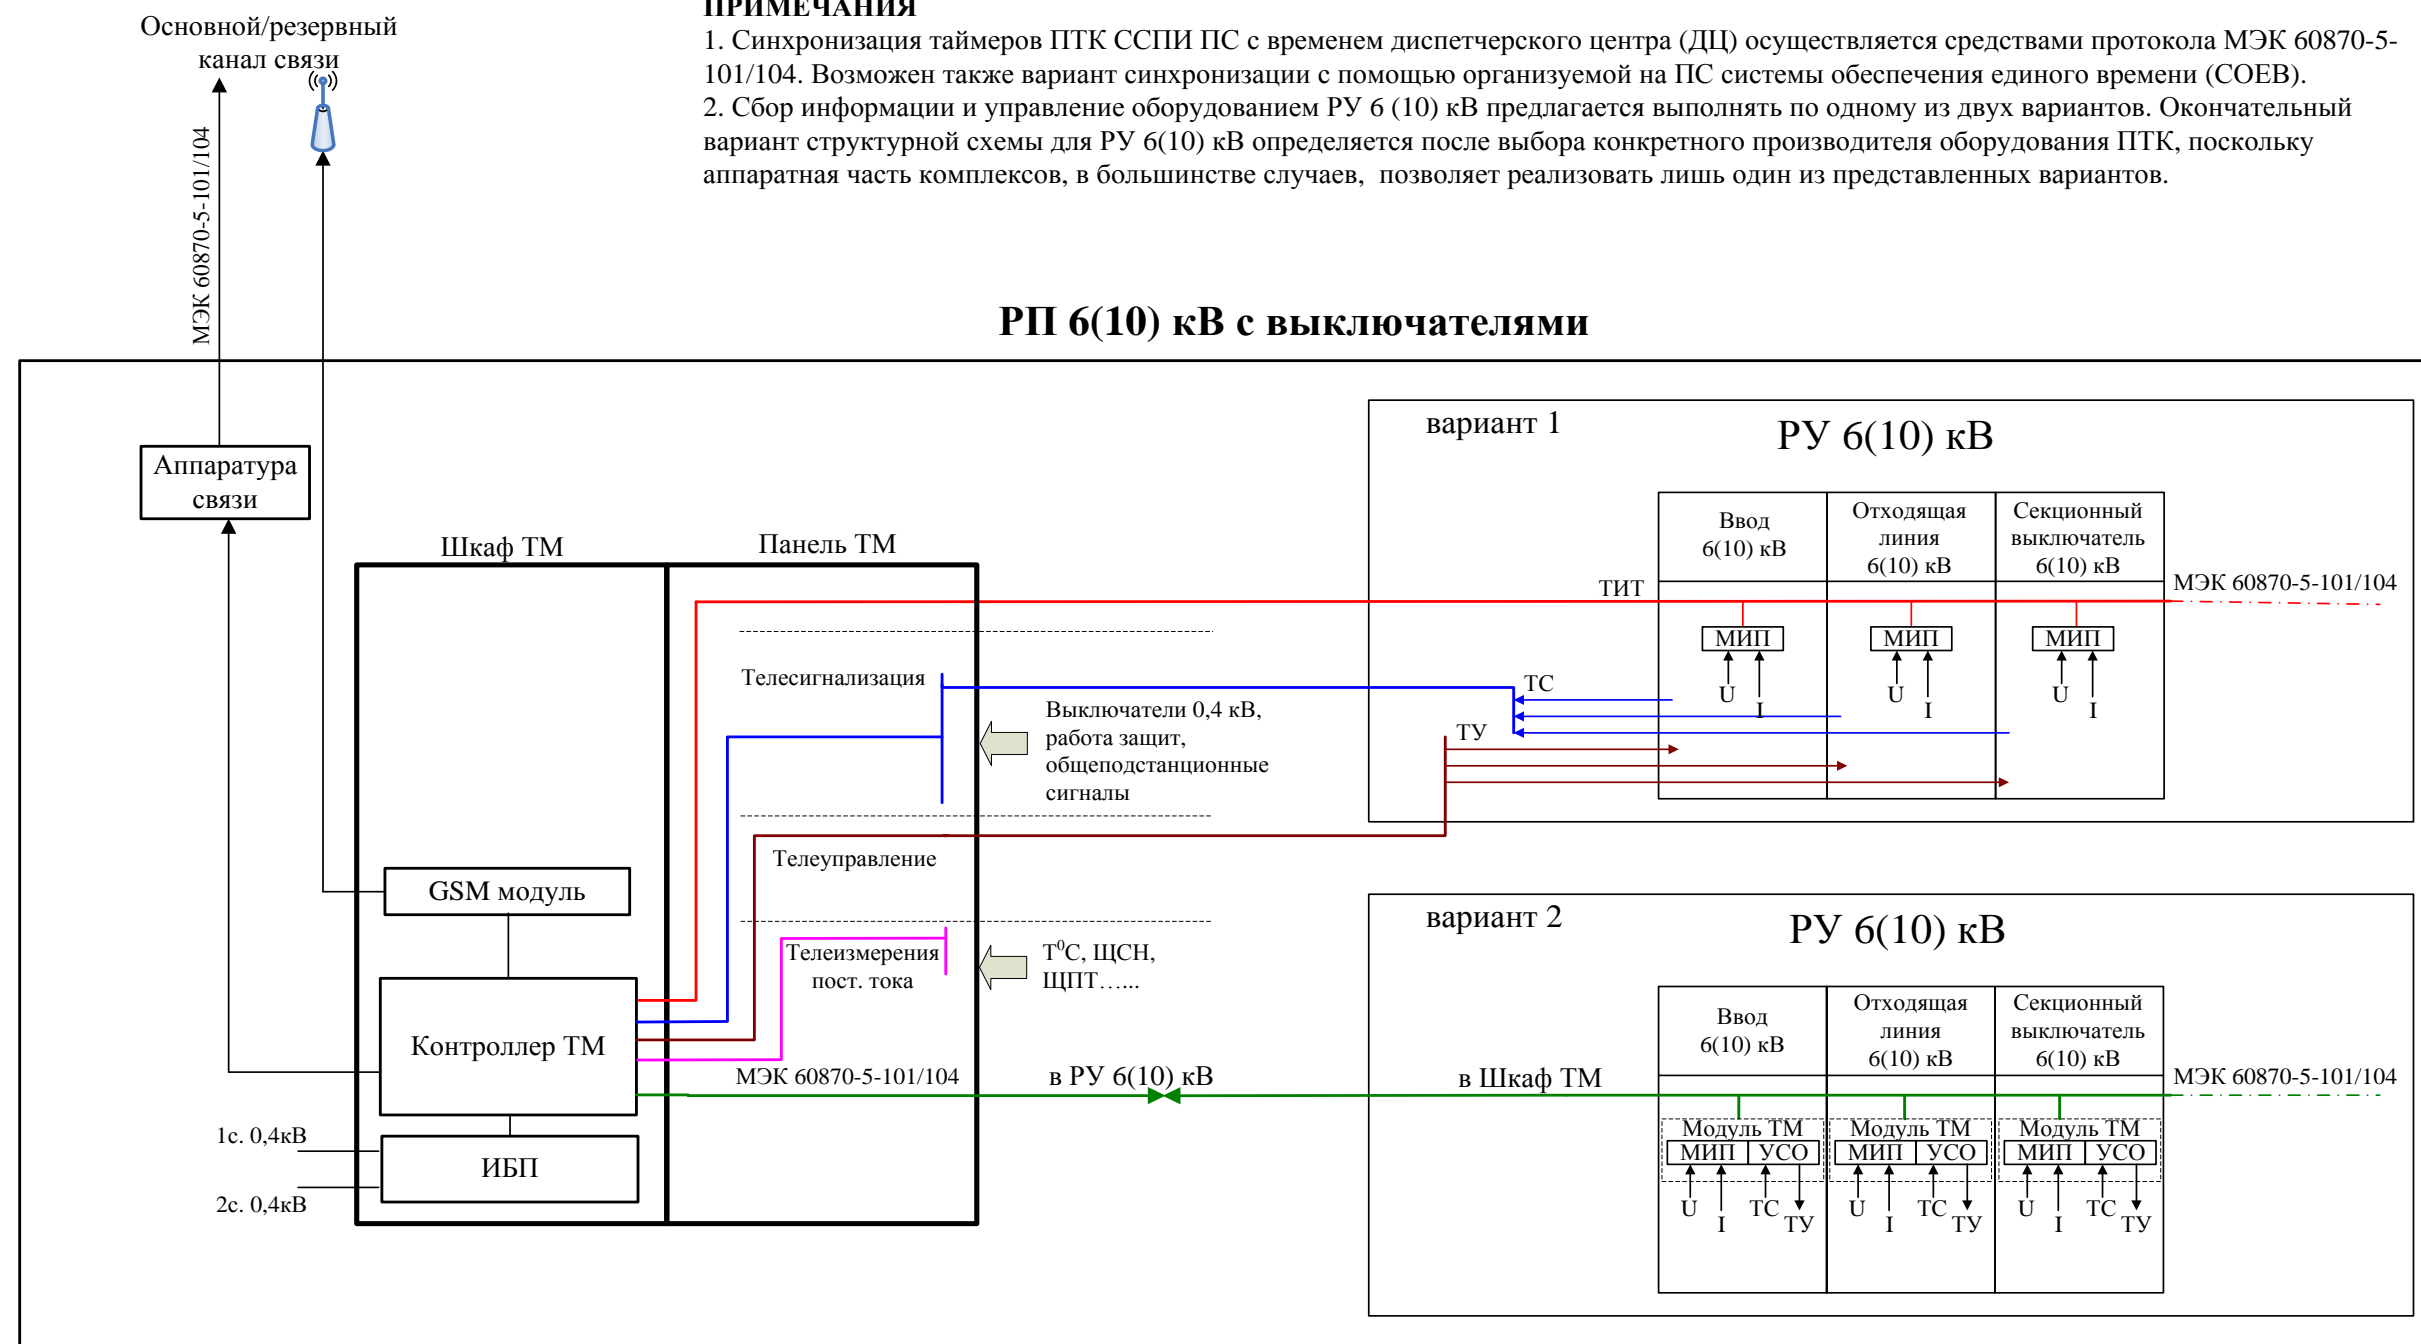 Основной/резервный
канал связи
ПРИМЕЧАНИЯ
1. Синхронизация таймеров ПТК ССПИ ПС с временем диспетчерского центра (ДЦ) осуществляется средствами протокола МЭК 60870-5-
101/104. Возможен также вариант синхронизации с помощью организуемой на ПС системы обеспечения единого времени (СОЕВ).
2. Сбор информации и управление оборудованием РУ 6 (10) кВ предлагается выполнять по одному из двух вариантов. Окончательный
вариант структурной схемы для РУ 6(10) кВ определяется после выбора конкретного производителя оборудования ПТК, поскольку
аппаратная часть комплексов, в большинстве случаев, позволяет реализовать лишь один из представленных вариантов.
МЭК 60870-5-101/104
РП 6(10) кВ с выключателями
Аппаратура
связи
Шкаф ТМ
Панель ТМ
Телесигнализация
Выключатели 0,4 кВ,
работа защит,
общеподстанционные
сигналы
Телеуправление
GSM модуль
Телеизмерения
пост. тока
T⁰C, ЩСН,
ЩПТ…...
Контроллер ТМ
МЭК 60870-5-101/104
в РУ 6(10) кВ
ИБП
1с. 0,4кВ
2с. 0,4кВ
вариант 1
РУ 6(10) кВ
Ввод
6(10) кВ
Отходящая
линия
6(10) кВ
Секционный
выключатель
6(10) кВ
ТИТ
МЭК 60870-5-101/104
МИП
МИП
МИП
U
I
U
I
U
I
ТС
ТУ
вариант 2
РУ 6(10) кВ
Ввод
6(10) кВ
Отходящая
линия
6(10) кВ
Секционный
выключатель
6(10) кВ
в Шкаф ТМ
МЭК 60870-5-101/104
Модуль ТМ
МИП УСО
U
I
ТС
ТУ
Модуль ТМ
МИП УСО
U
I
ТС
ТУ
Модуль ТМ
МИП УСО
U
I
ТС
ТУ